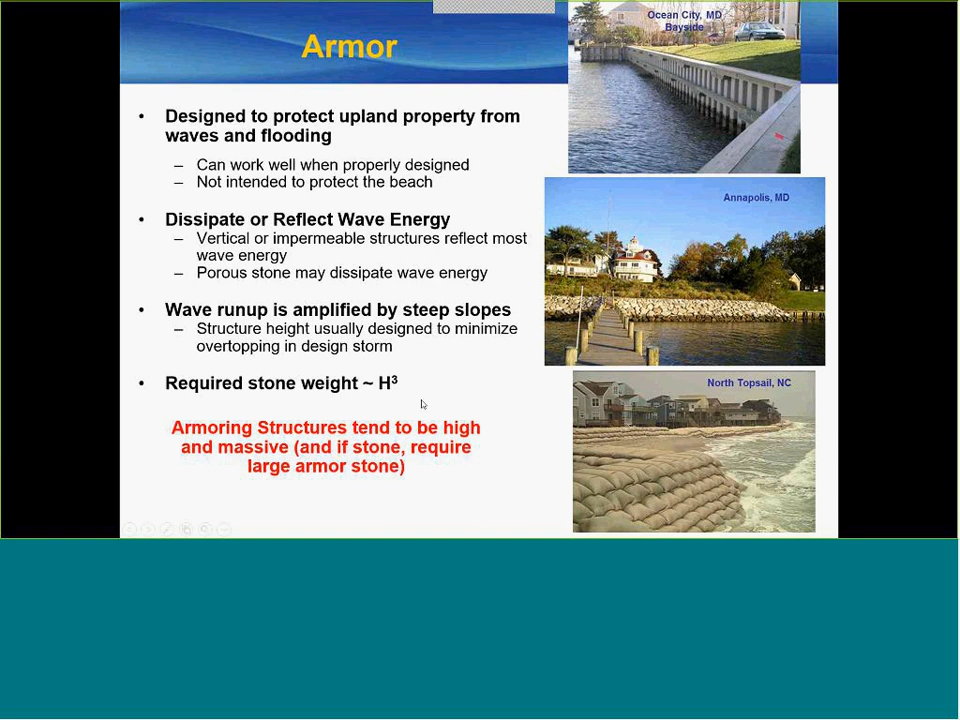 Armor
• Designed to protect upland property from
waves and flooding
– Can work well when properly designed
– Not intended to protect the beach
• Dissipate or Reflect Wave Energy
– Vertical or impermeable structures reflect most
wave energy
– Porous stone may dissipate wave energy
• Wave runup is amplified by steep slopes
– Structure height usually designed to minimize
overtopping in design storm
• Required stone weight ~ H³
Armoring Structures tend to be high
and massive (and if stone, require
large armor stone)
Ocean City, MD
Bayside
Annapolis, MD
North Topsail, NC